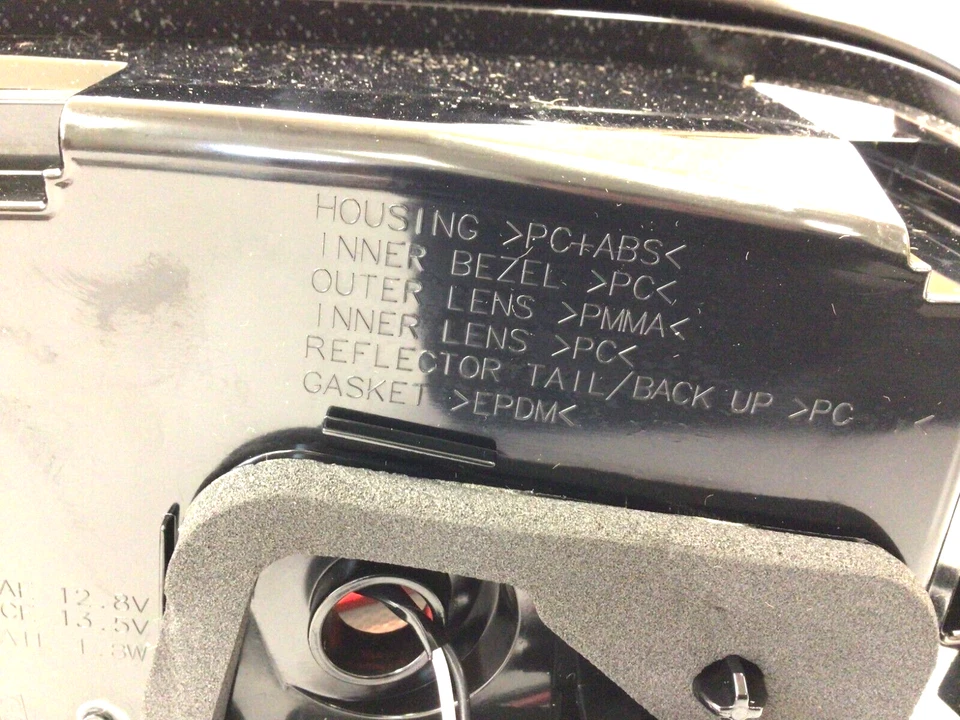 HOUSING >PC+ABS<
INNER BEZEL >PC<
OUTER LENS >PMMA<
INNER LENS >PC<
REFLECTOR TAIL/BACK UP >PC <
GASKET >EPDM<
12.8V
13.5V
1.8W